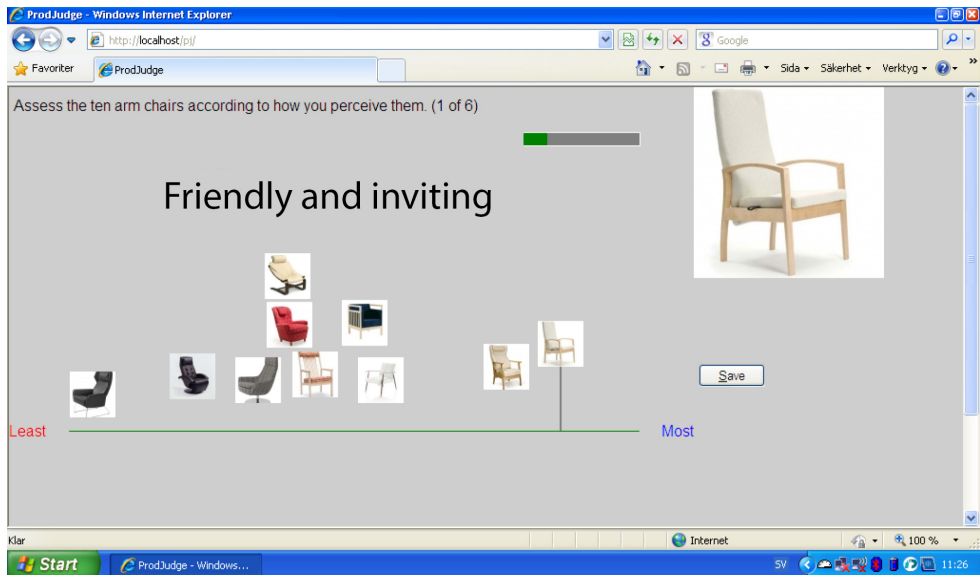 ProdJudge - Windows Internet Explorer
http://localhost/pj/
Google
Favoriter
ProdJudge
Sida
Säkerhet
Verktyg
Assess the ten arm chairs according to how you perceive them. (1 of 6)
Friendly and inviting
Save
Least
Most
Klar
Internet
100 %
Start
ProdJudge - Windows...
SV
11:26